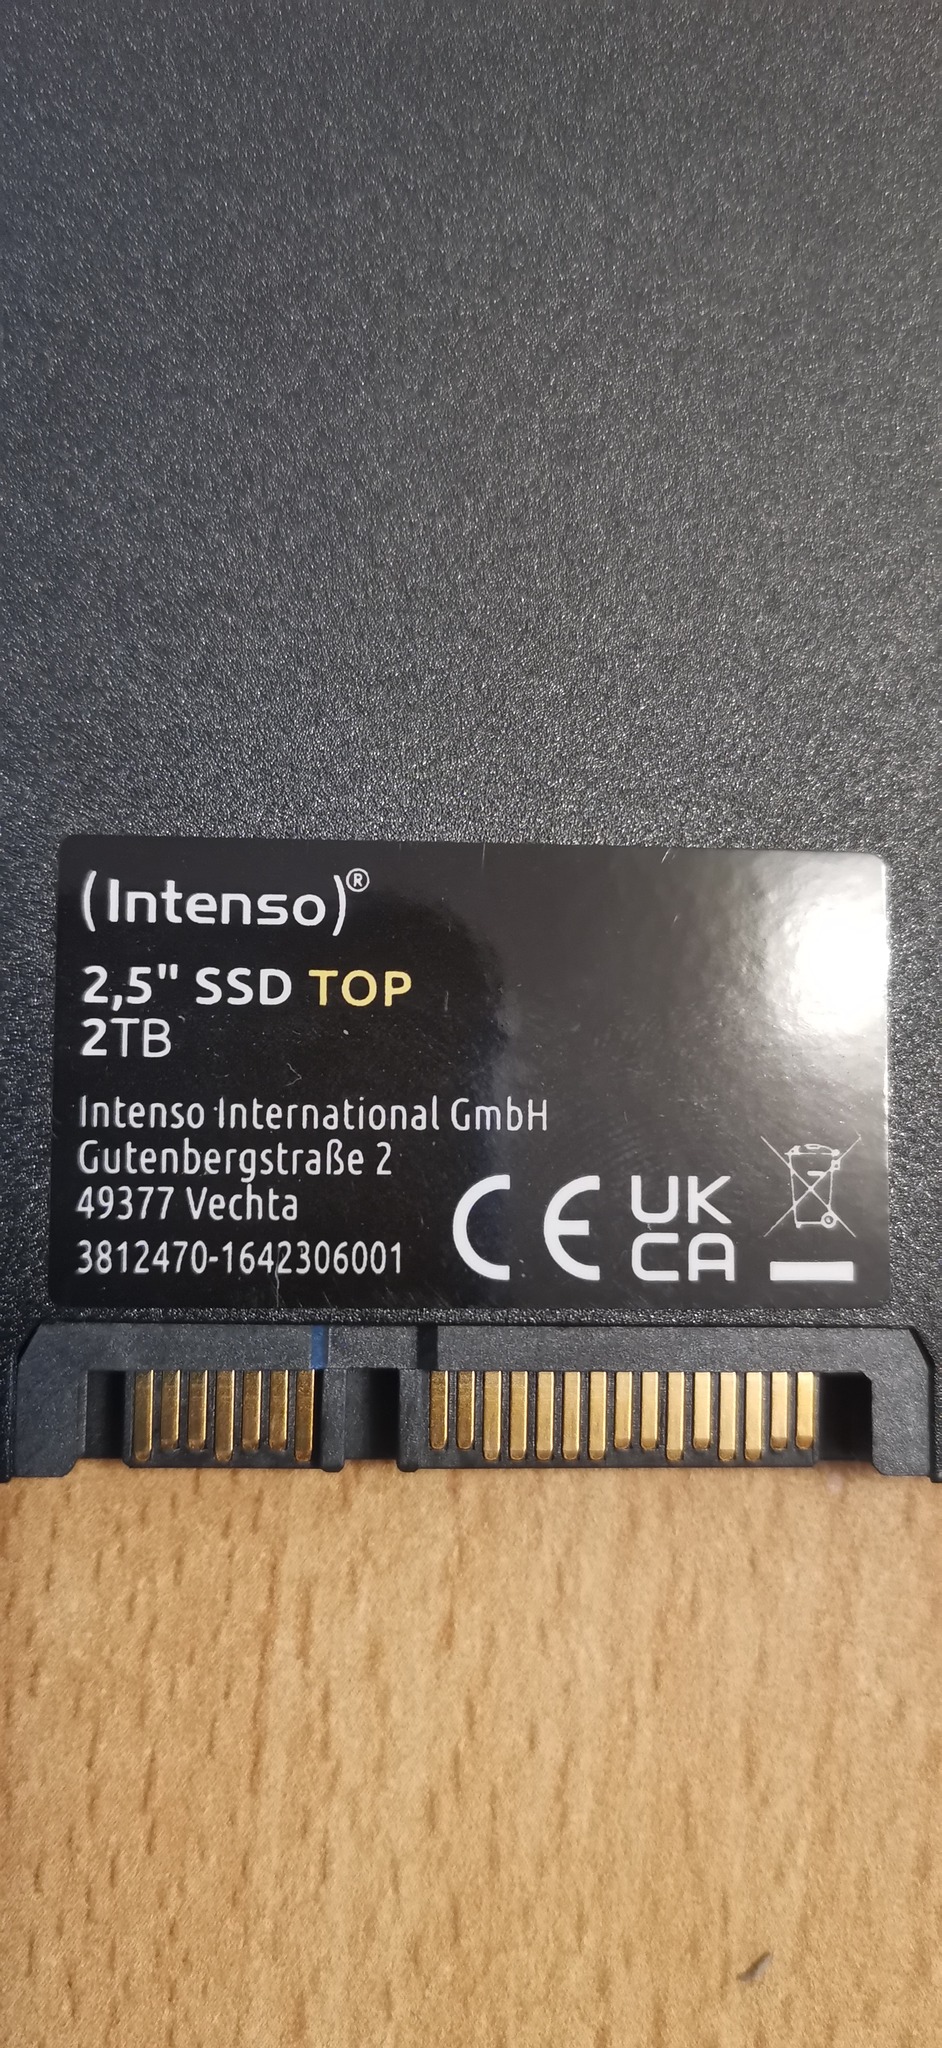 (Intenso)®
2,5" SSD TOP
2TB
Intenso International GmbH
Gutenbergstraße 2
49377 Vechta
3812470-1642306001
CE UK
CA